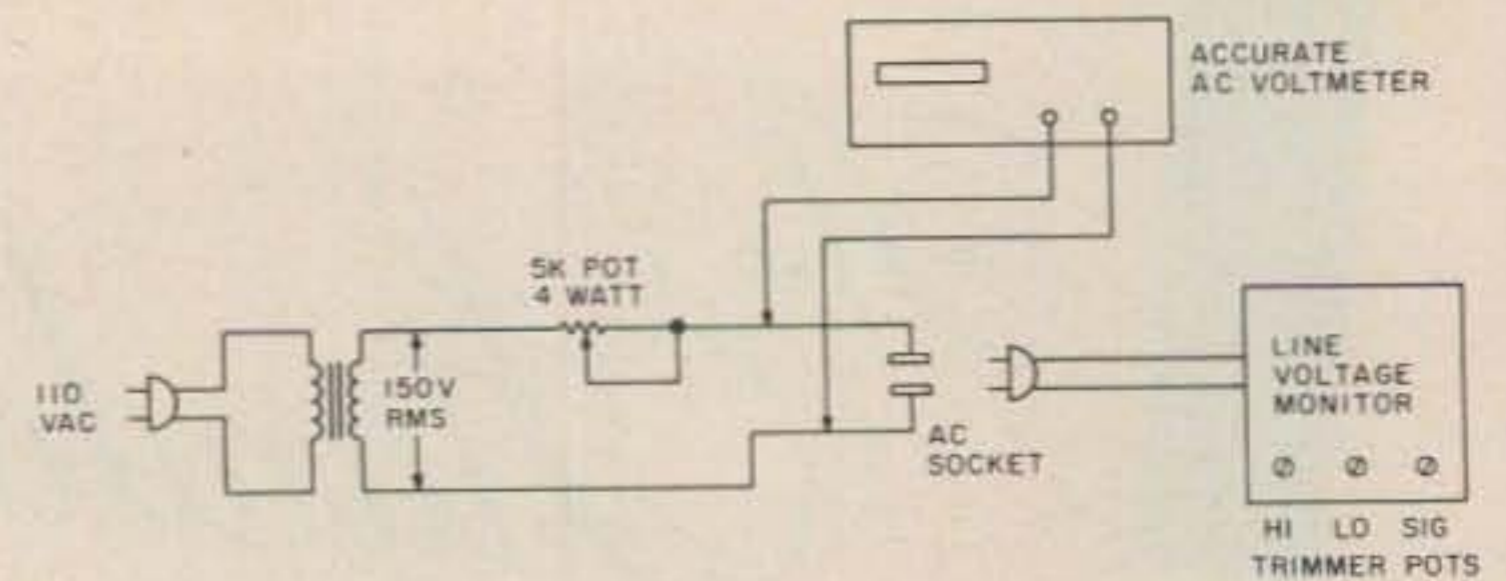 ACCURATE
AC VOLTMETER
5K POT
4 WATT
110
VAC
150V
RMS
AC
SOCKET
LINE
VOLTAGE
MONITOR
HI LO SIG
TRIMMER POTS